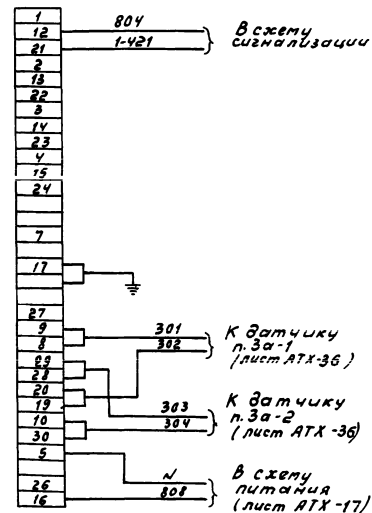 1
12 804 В схему
21 1-421 сигнализации
2
13
22
3
14
23
4
15
24
7
17
27
9 301 К датчику
8 302 п.3а-1
(лист АТХ-36)
29
28
20
19 К датчику
10 303 п.3а-2
30 304 (лист АТХ-36)
5
N В схему
26 808 питания
16 (лист АТХ-17)